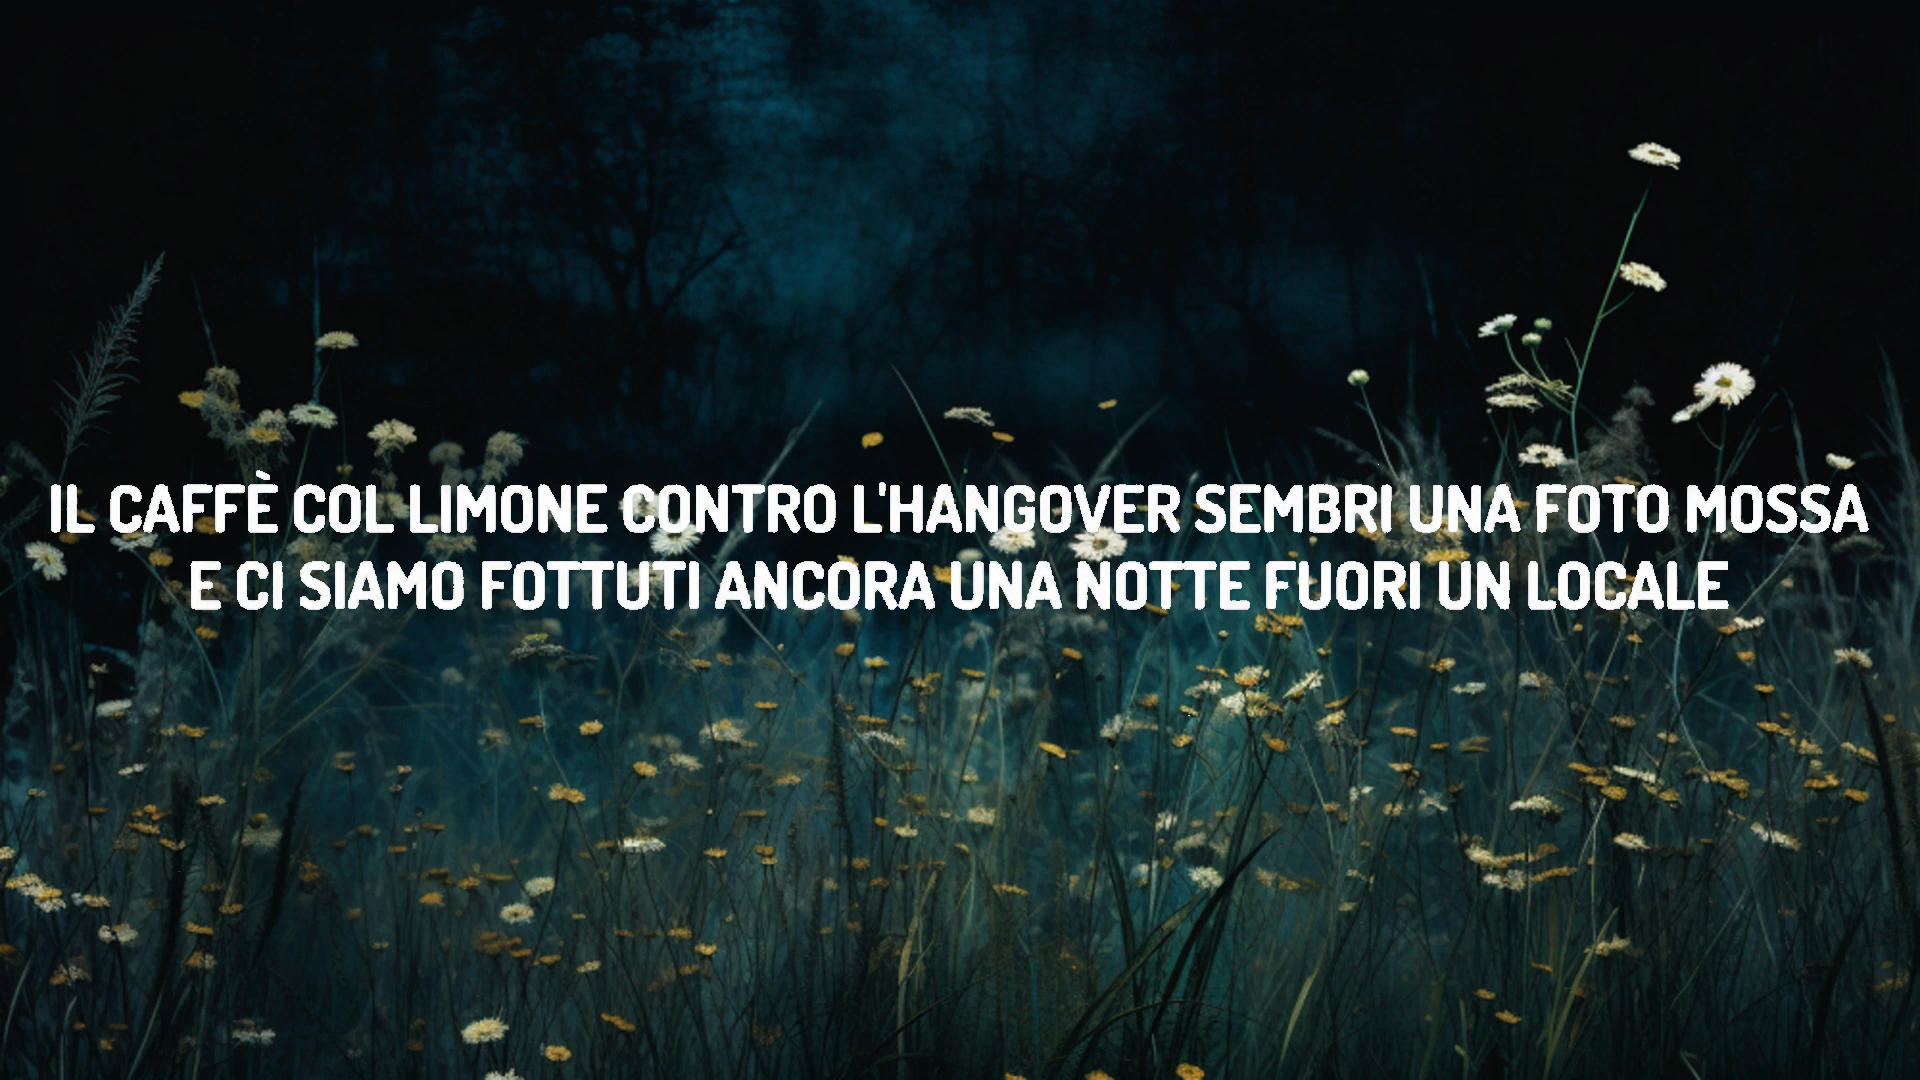 IL CAFFÈ COL LIMONE CONTRO L'HANGOVER SEMBRI UNA FOTO MOSSA
E CI SIAMO FOTTUTI ANCORA UNA NOTTE FUORI UN LOCALE